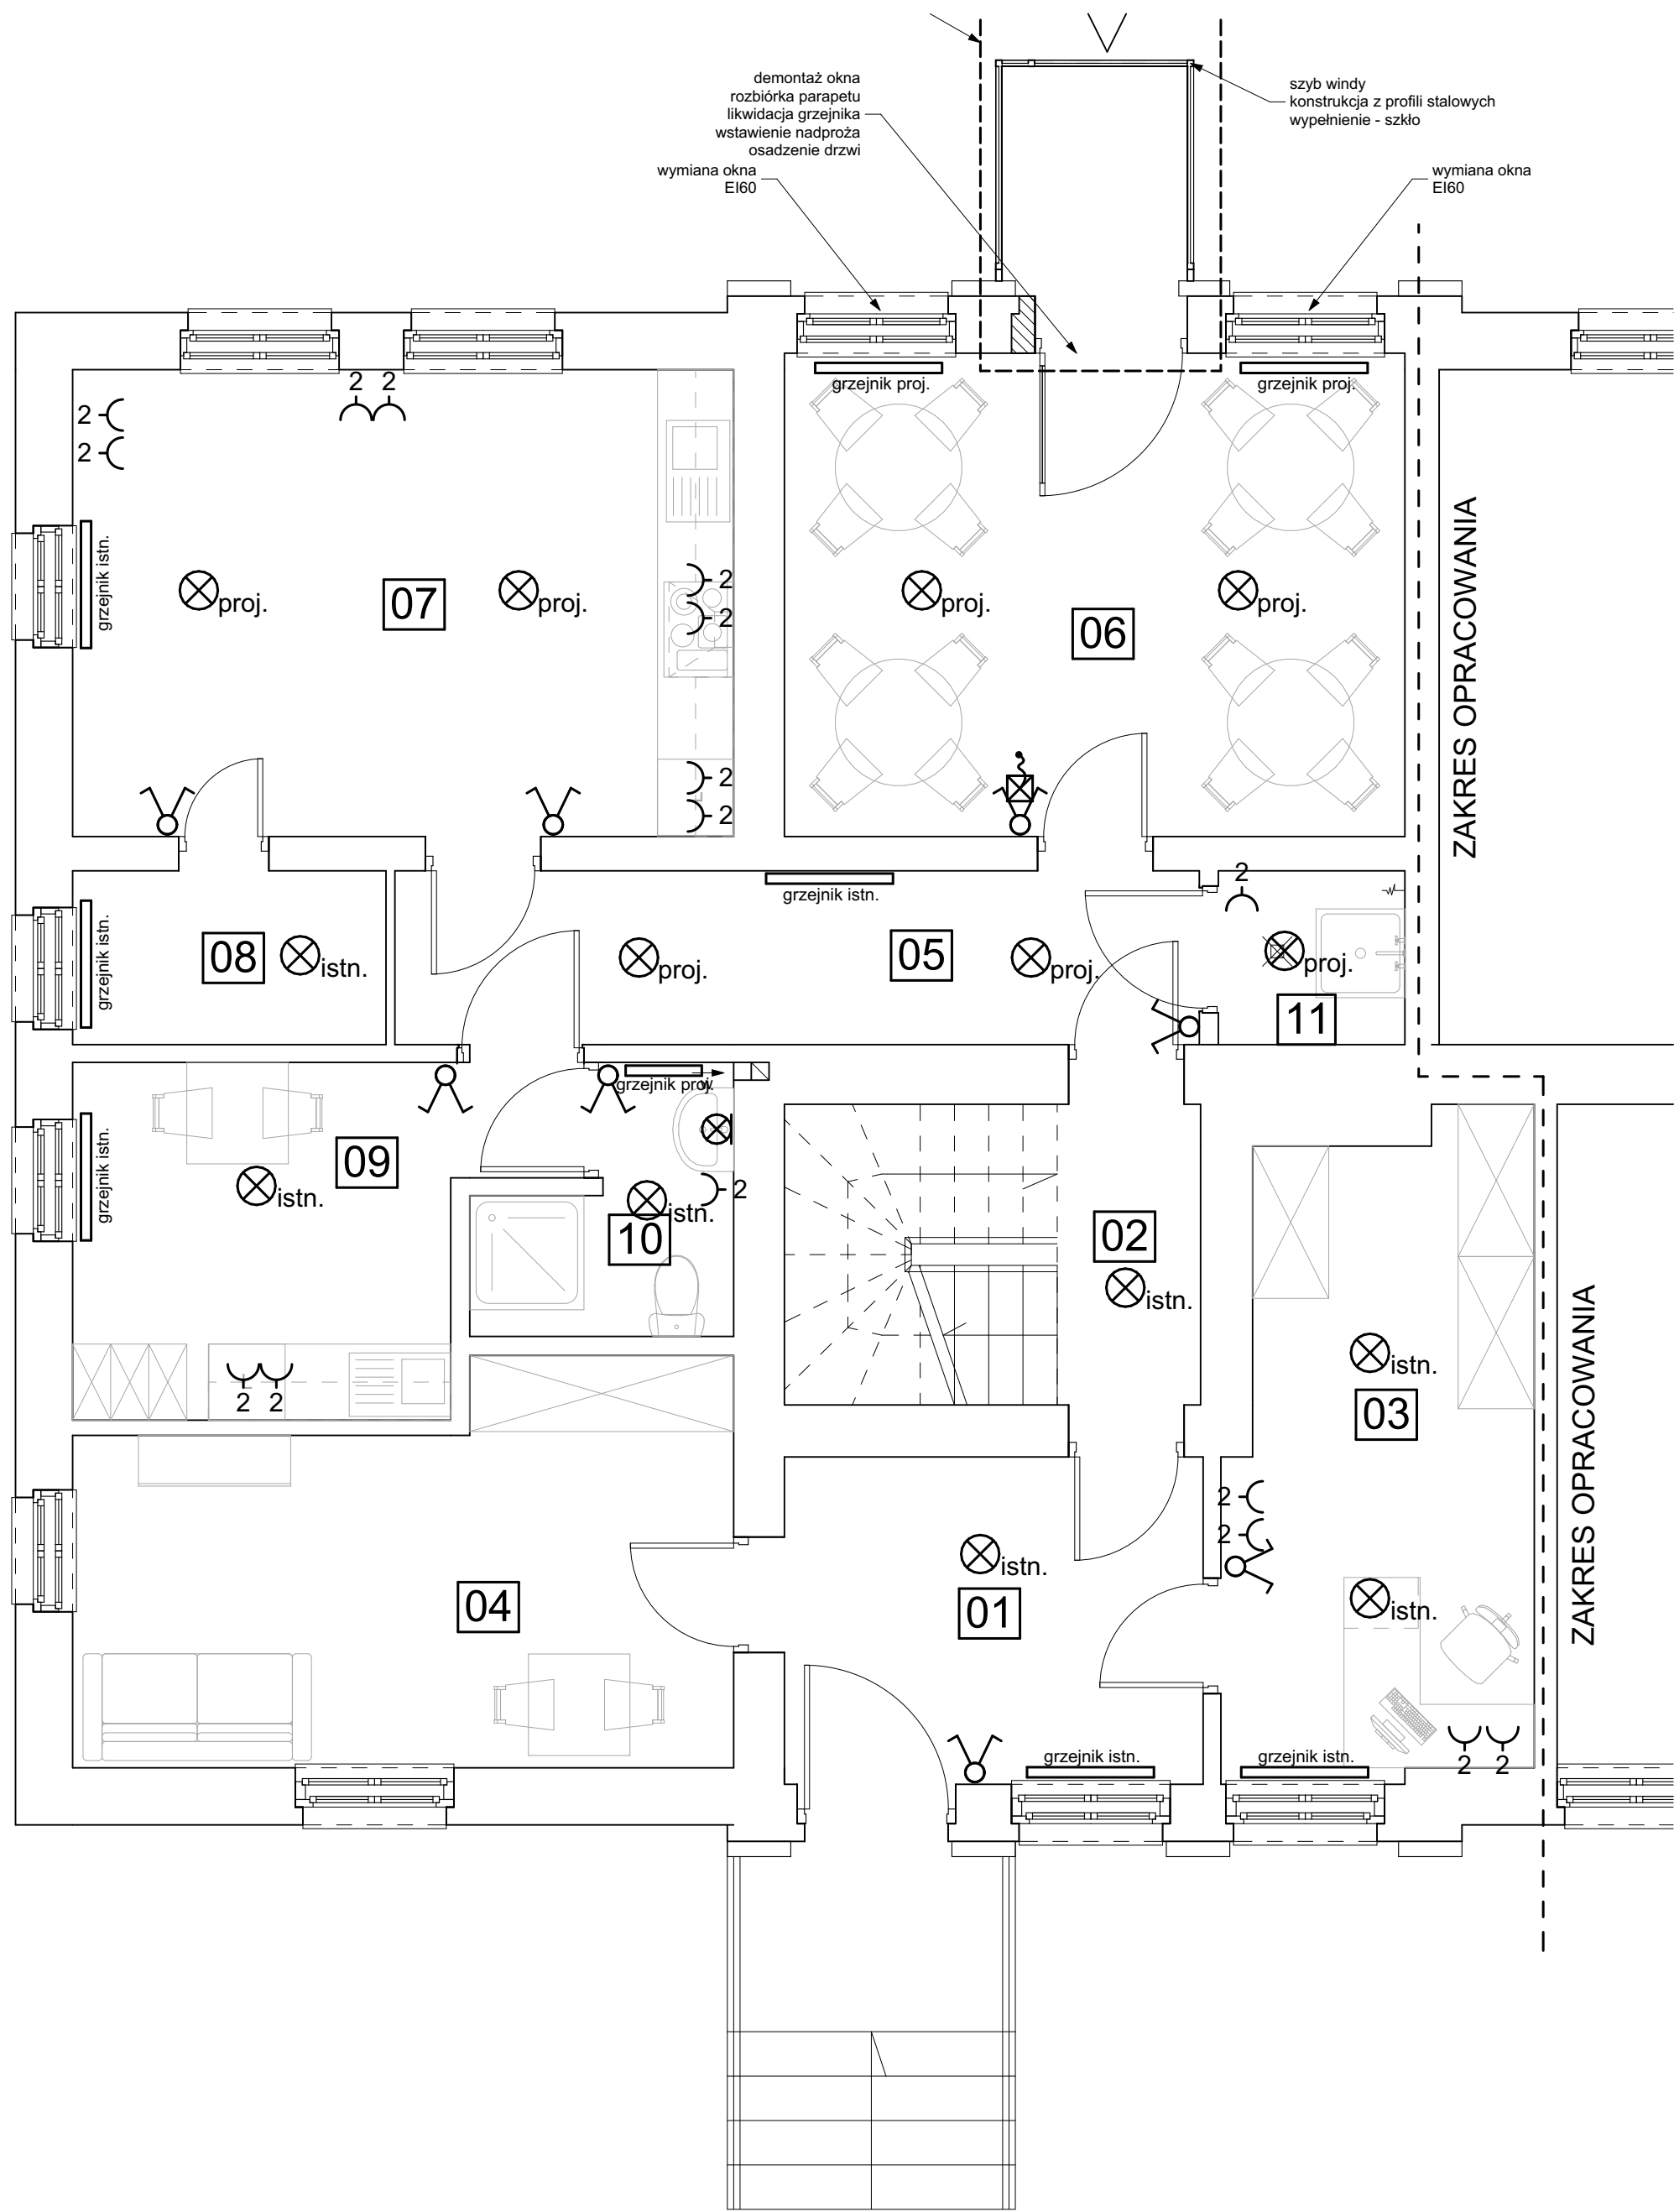 demontaż okna
rozbiórka parapetu
likwidacja grzejnika
wstawienie nadproża
osadzenie drzwi
szyb windy
konstrukcja z profili stalowych
wypełnienie - szkło
wymiana okna
EI60
wymiana okna
EI60
grzejnik proj.
grzejnik proj.
2 2
2
2
grzejnik istn.
proj.
07
proj.
2
2
proj.
06
proj.
ZAKRES OPRACOWANIA
2
2
grzejnik istn.
2
grzejnik istn.
08
istn.
proj.
05
proj.
proj.
11
grzejnik proj.
w.
grzejnik istn.
09
istn.
istn.
2
10
02
istn.
ZAKRES OPRACOWANIA
istn.
03
2 2
2
2
istn.
01
04
istn.
grzejnik istn.
grzejnik istn.
2 2